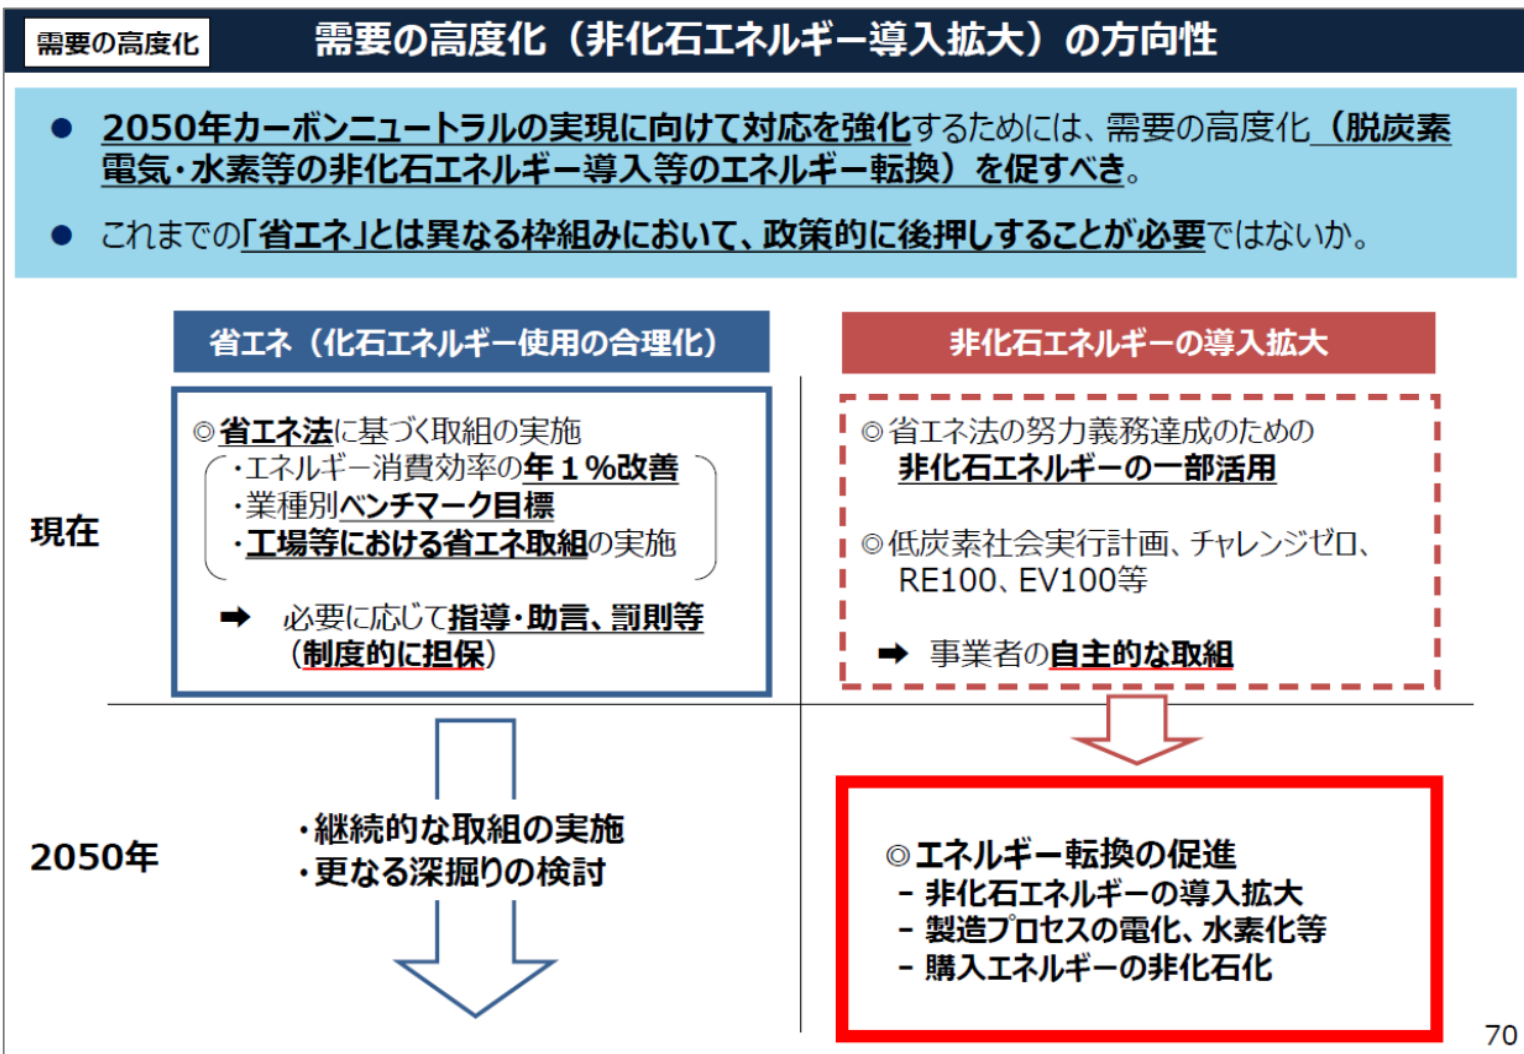 需要の高度化
需要の高度化（非化石エネルギー導入拡大）の方向性
● 2050年カーボンニュートラルの実現に向けて対応を強化するためには、需要の高度化（脱炭素
電気・水素等の非化石エネルギー導入等のエネルギー転換）を促すべき。
● これまでの「省エネ」とは異なる枠組みにおいて、政策的に後押しすることが必要ではないか。
省エネ（化石エネルギー使用の合理化）
非化石エネルギーの導入拡大
現在
◎省エネ法に基づく取組の実施
・エネルギー消費効率の年１％改善
・業種別ベンチマーク目標
・工場等における省エネ取組の実施
➡ 必要に応じて指導・助言、罰則等
（制度的に担保）
◎省エネ法の努力義務達成のための
非化石エネルギーの一部活用
◎低炭素社会実行計画、チャレンジゼロ、
RE100、EV100等
➡ 事業者の自主的な取組
2050年
・継続的な取組の実施
・更なる深掘りの検討
◎エネルギー転換の促進
− 非化石エネルギーの導入拡大
− 製造プロセスの電化、水素化等
− 購入エネルギーの非化石化
70